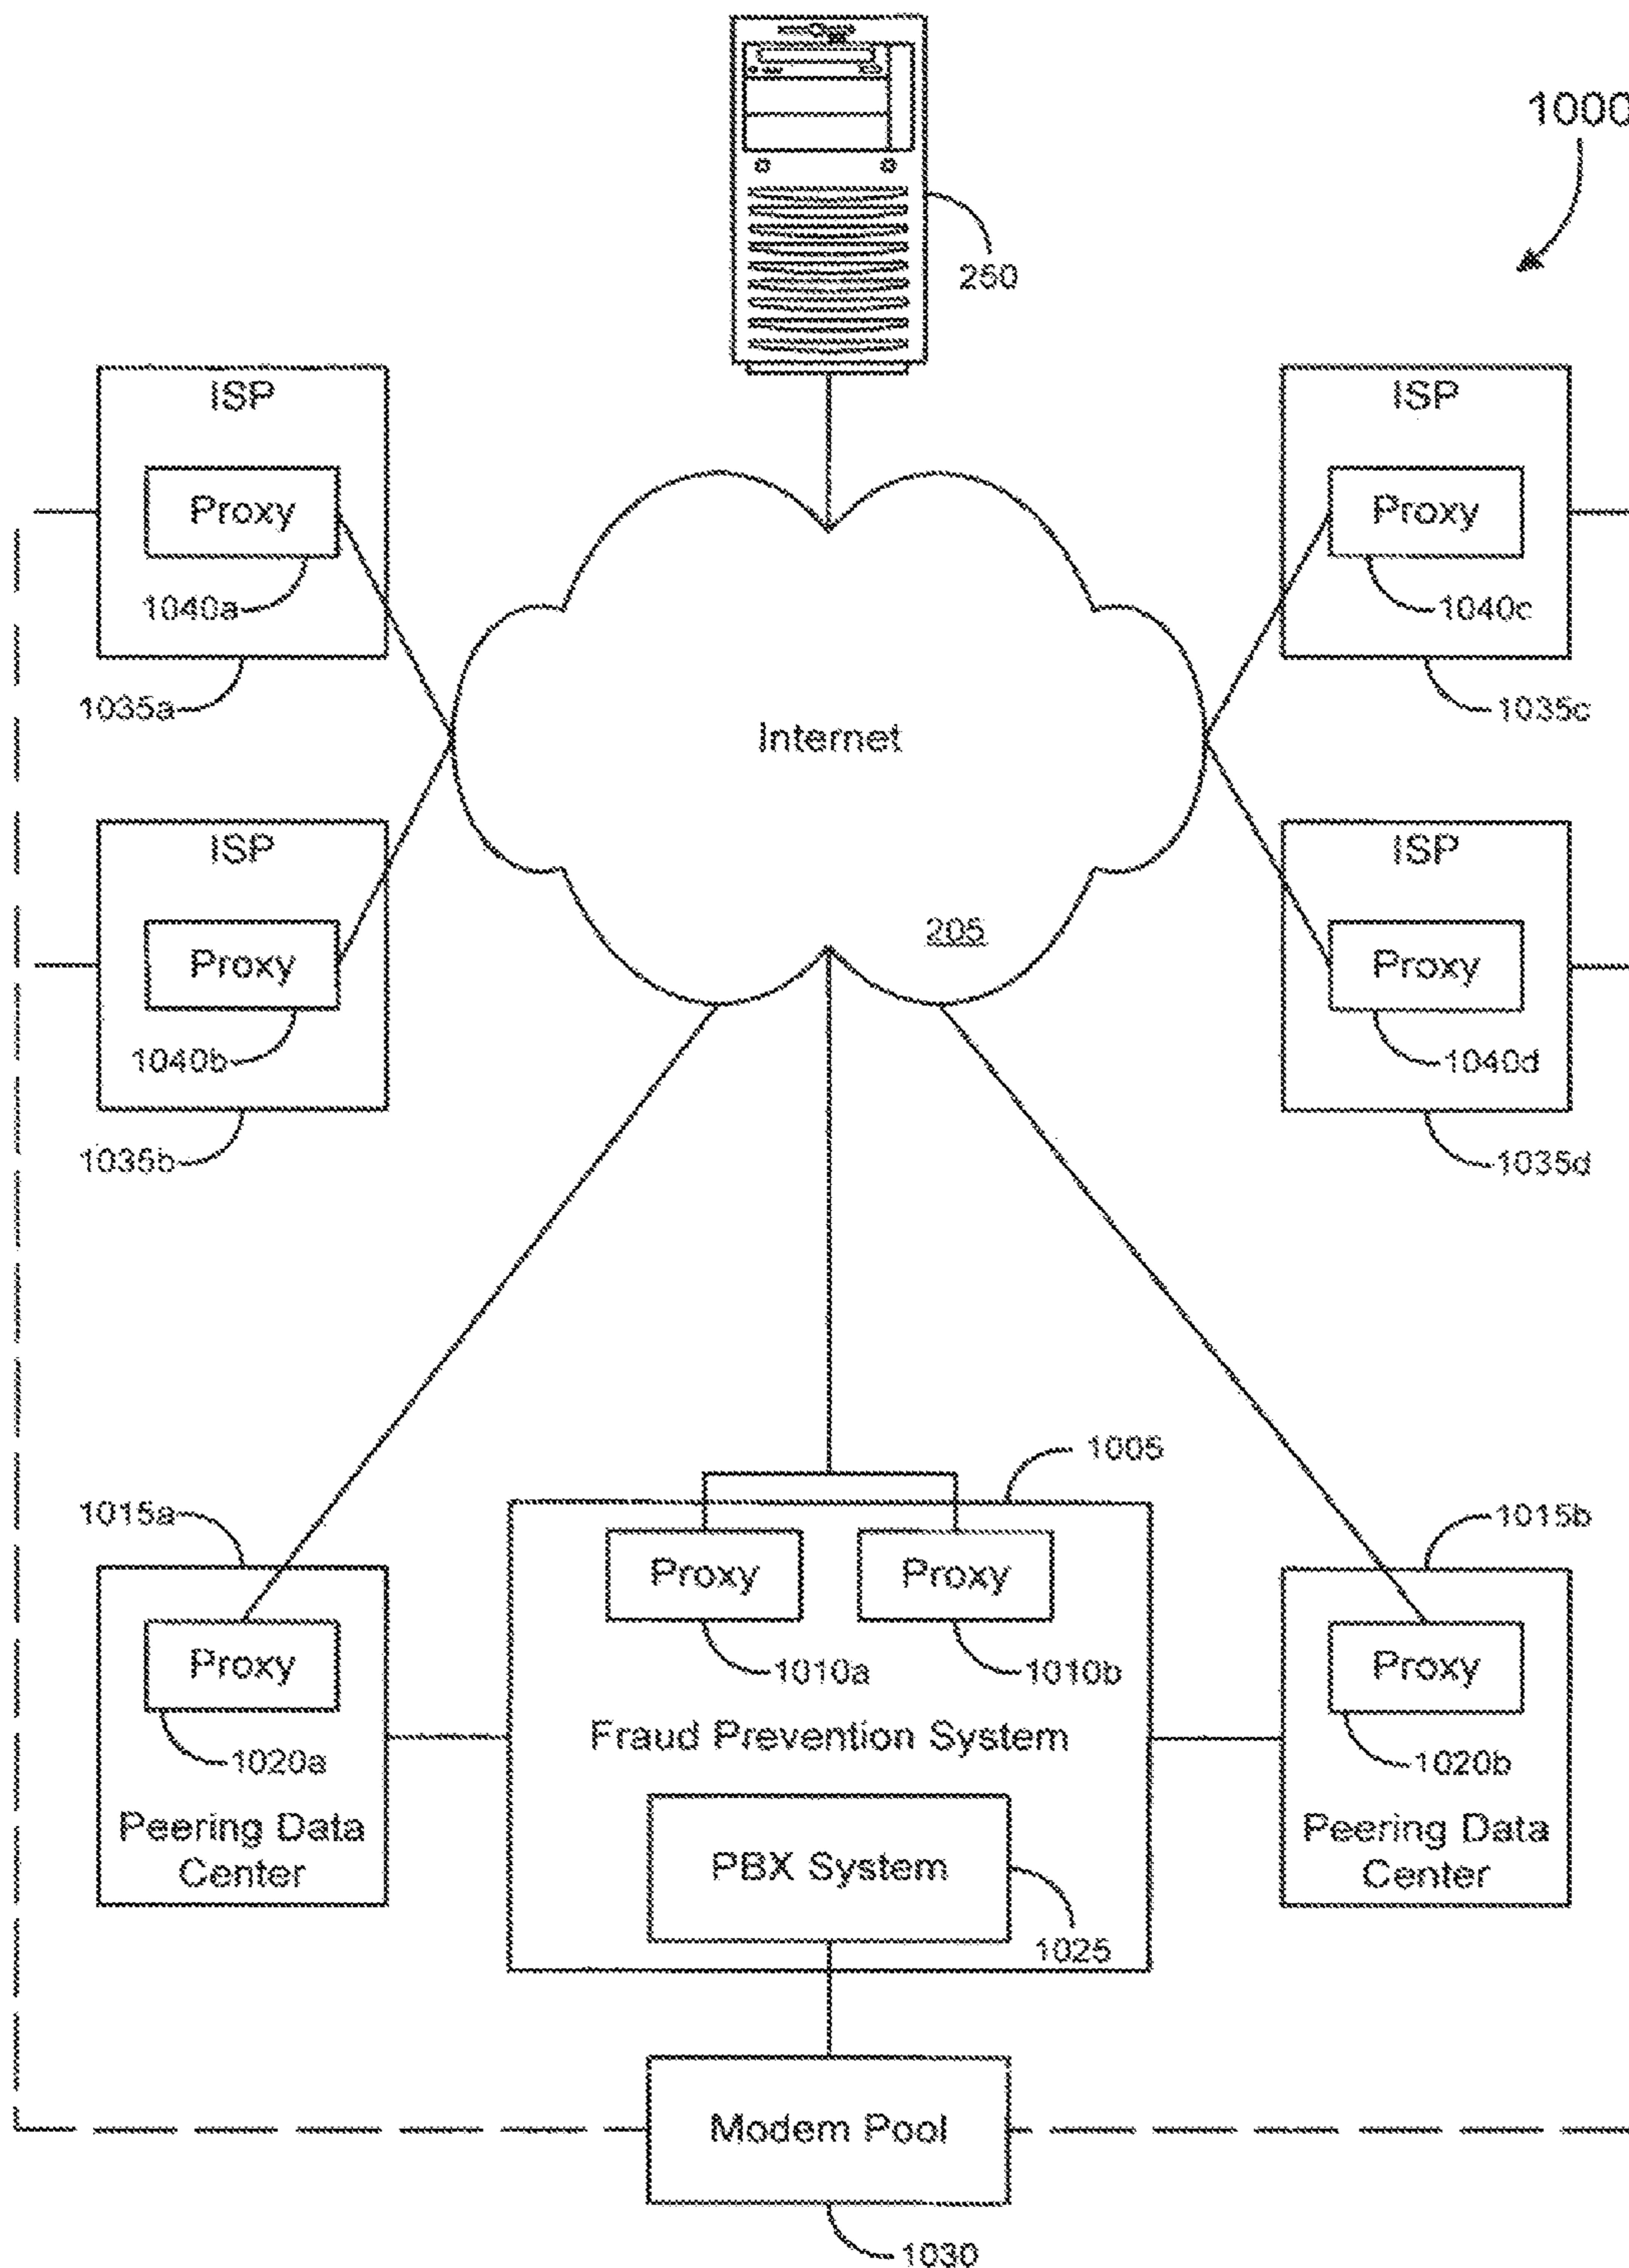 1000
250
ISP
Proxy
1040a
1035a
ISP
Proxy
1040c
1035c
Internet
205
ISP
Proxy
1040b
1035b
ISP
Proxy
1040d
1035d
1005
1015a
Proxy
1020a
Peering Data
Center
Proxy
1010a
Proxy
1010b
Fraud Prevention System
PBX System
1025
1015b
Proxy
1020b
Peering Data
Center
Modem Pool
1030